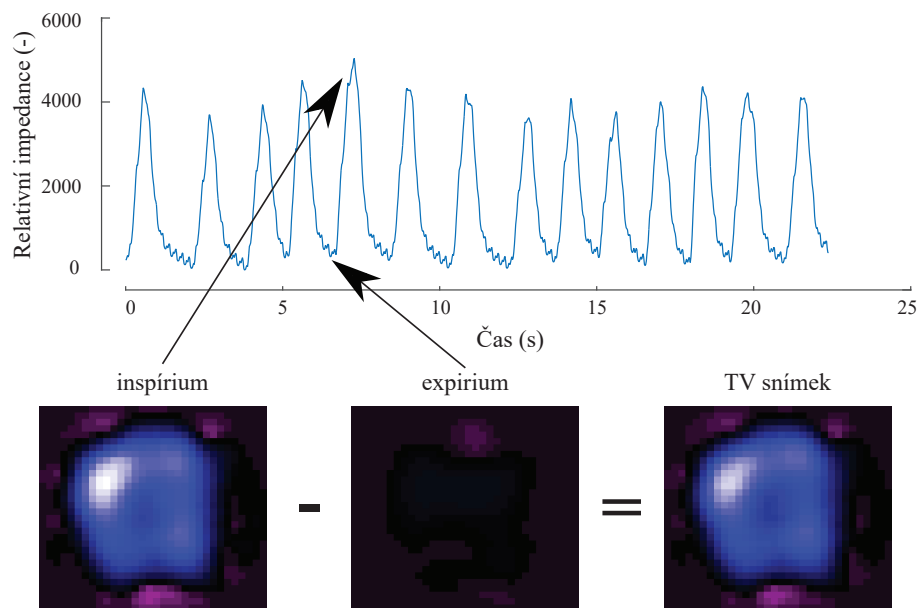 6000
4000
2000
0
Relativní impedance (-)
0 5 10 15 20 25
Čas (s)
inspírium expirium TV snímek
- =